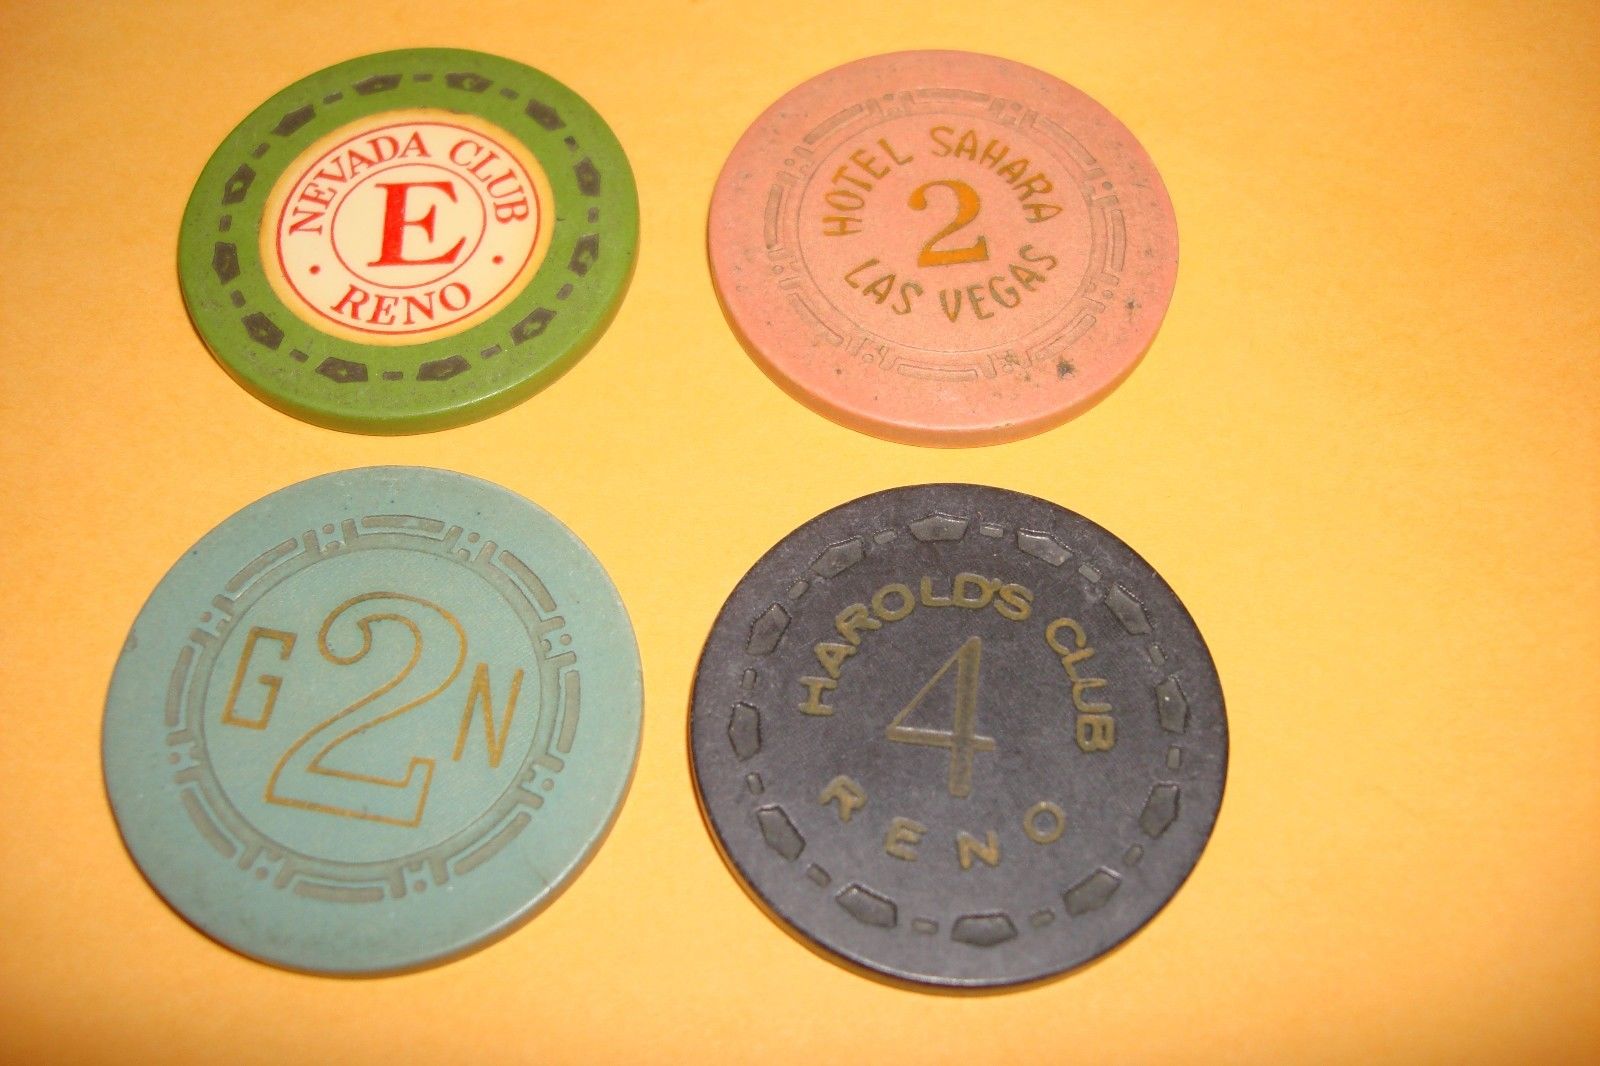 NEVADA CLUB
E
RENO
HOTEL SAHARA
2
LAS VEGAS
G 2 N
HAROLD'S CLUB
4
RENO